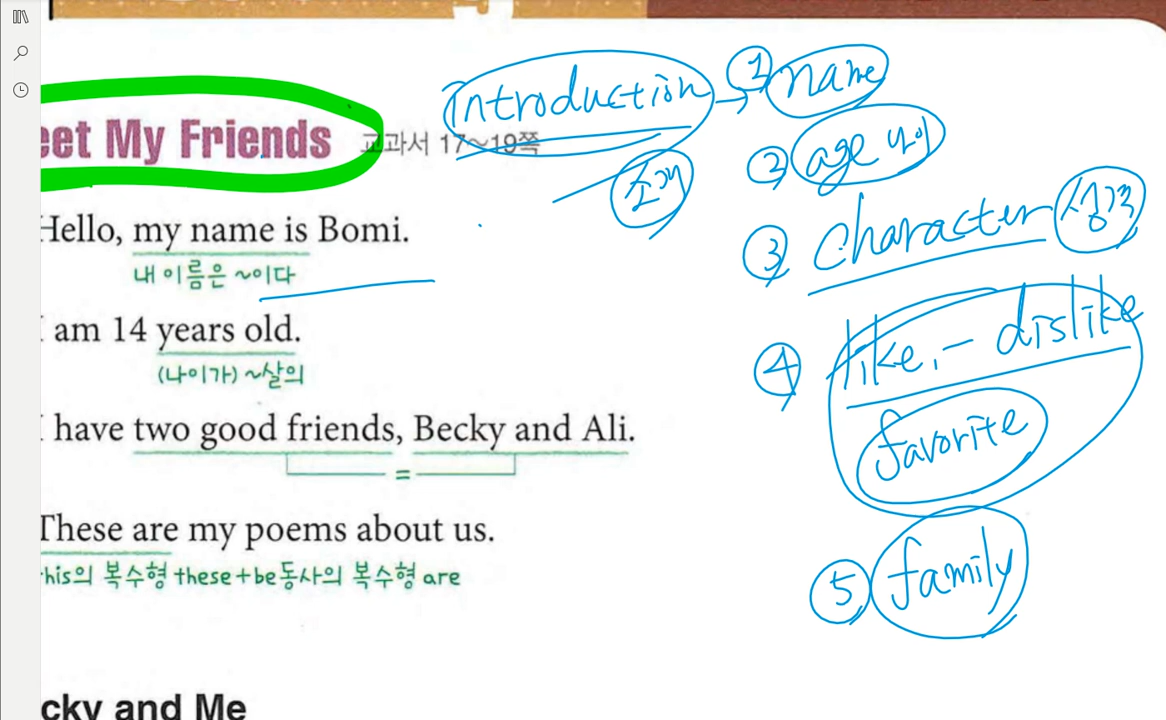 eet My Friends 교과서 17~19쪽
Hello, my name is Bomi.
내 이름은 ~이다
I am 14 years old.
(나이가) ~살의
I have two good friends, Becky and Ali.
=
These are my poems about us.
his의 복수형 these+be동사의 복수형 are
cky and Me
Introduction → ① name
소개
② age 나이
③ character 성격
④ like, - dislike
favorite
⑤ family